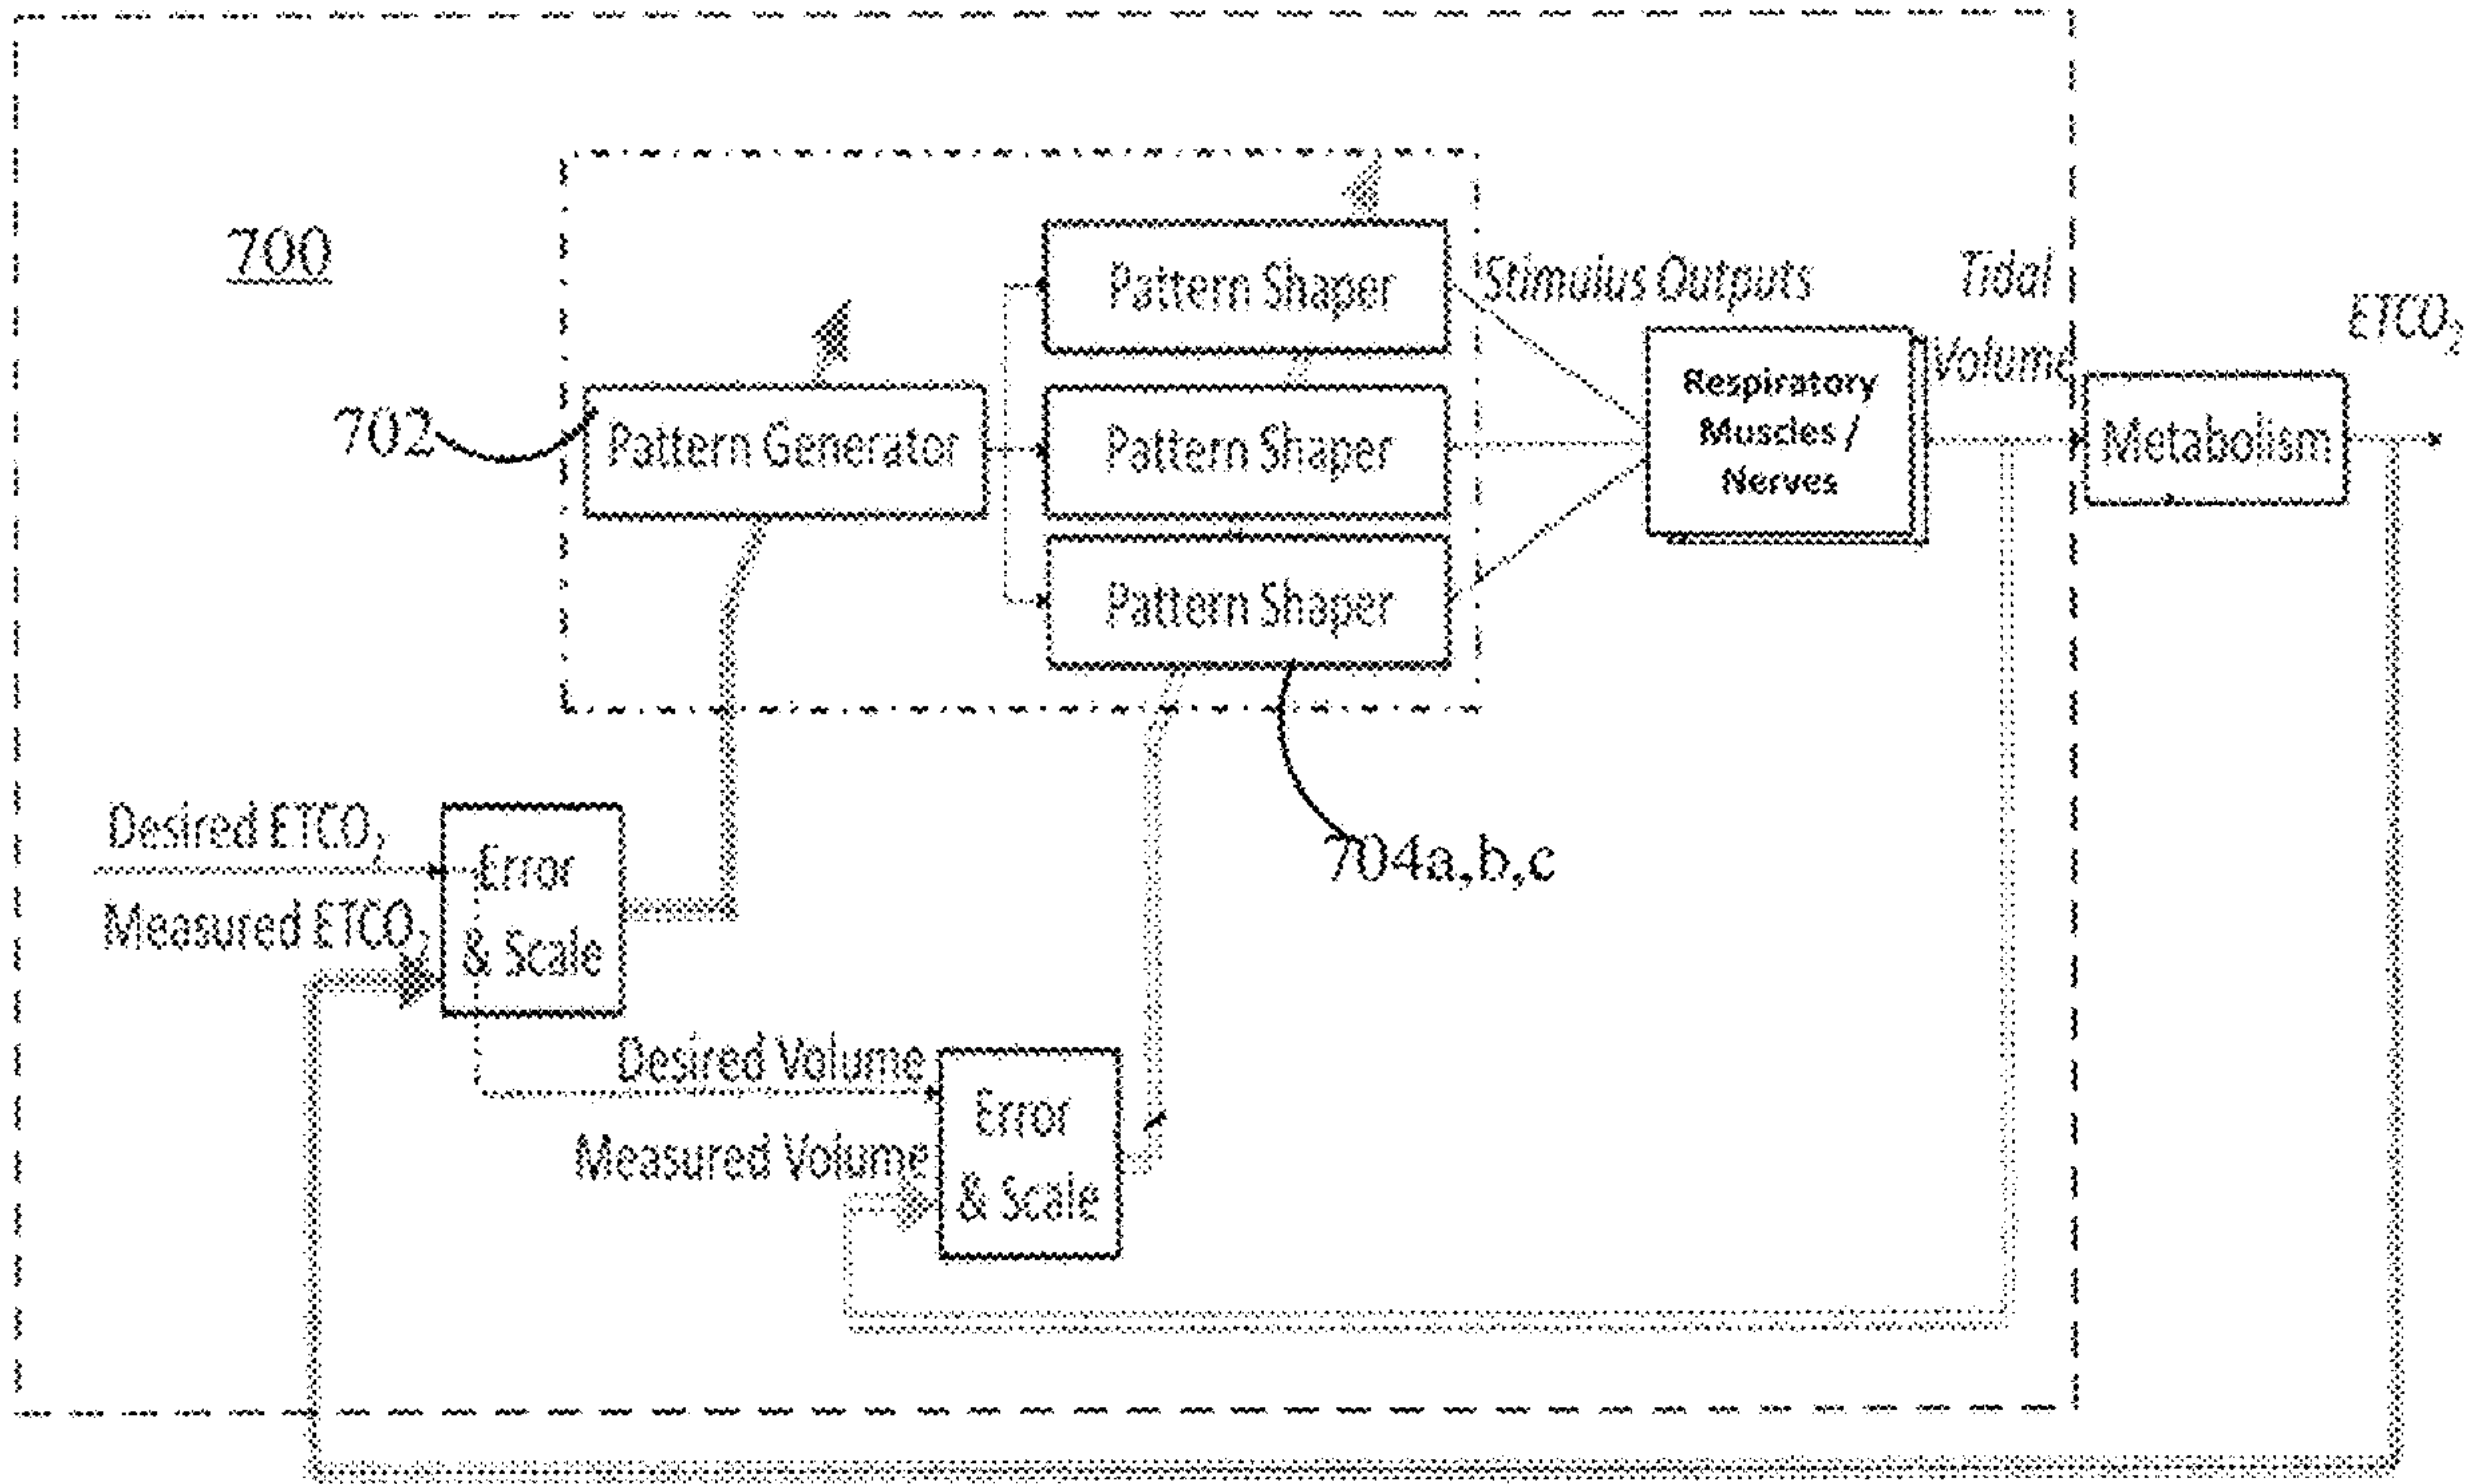 700
Pattern Shaper
Stimulus Outputs
Tidal
Volume
ETCO2
702
Pattern Generator
Pattern Shaper
Respiratory
Muscles /
Nerves
Metabolism
Pattern Shaper
Desired ETCO2
Measured ETCO2
Error
& Scale
704a,b,c
Desired Volume
Measured Volume
Error
& Scale